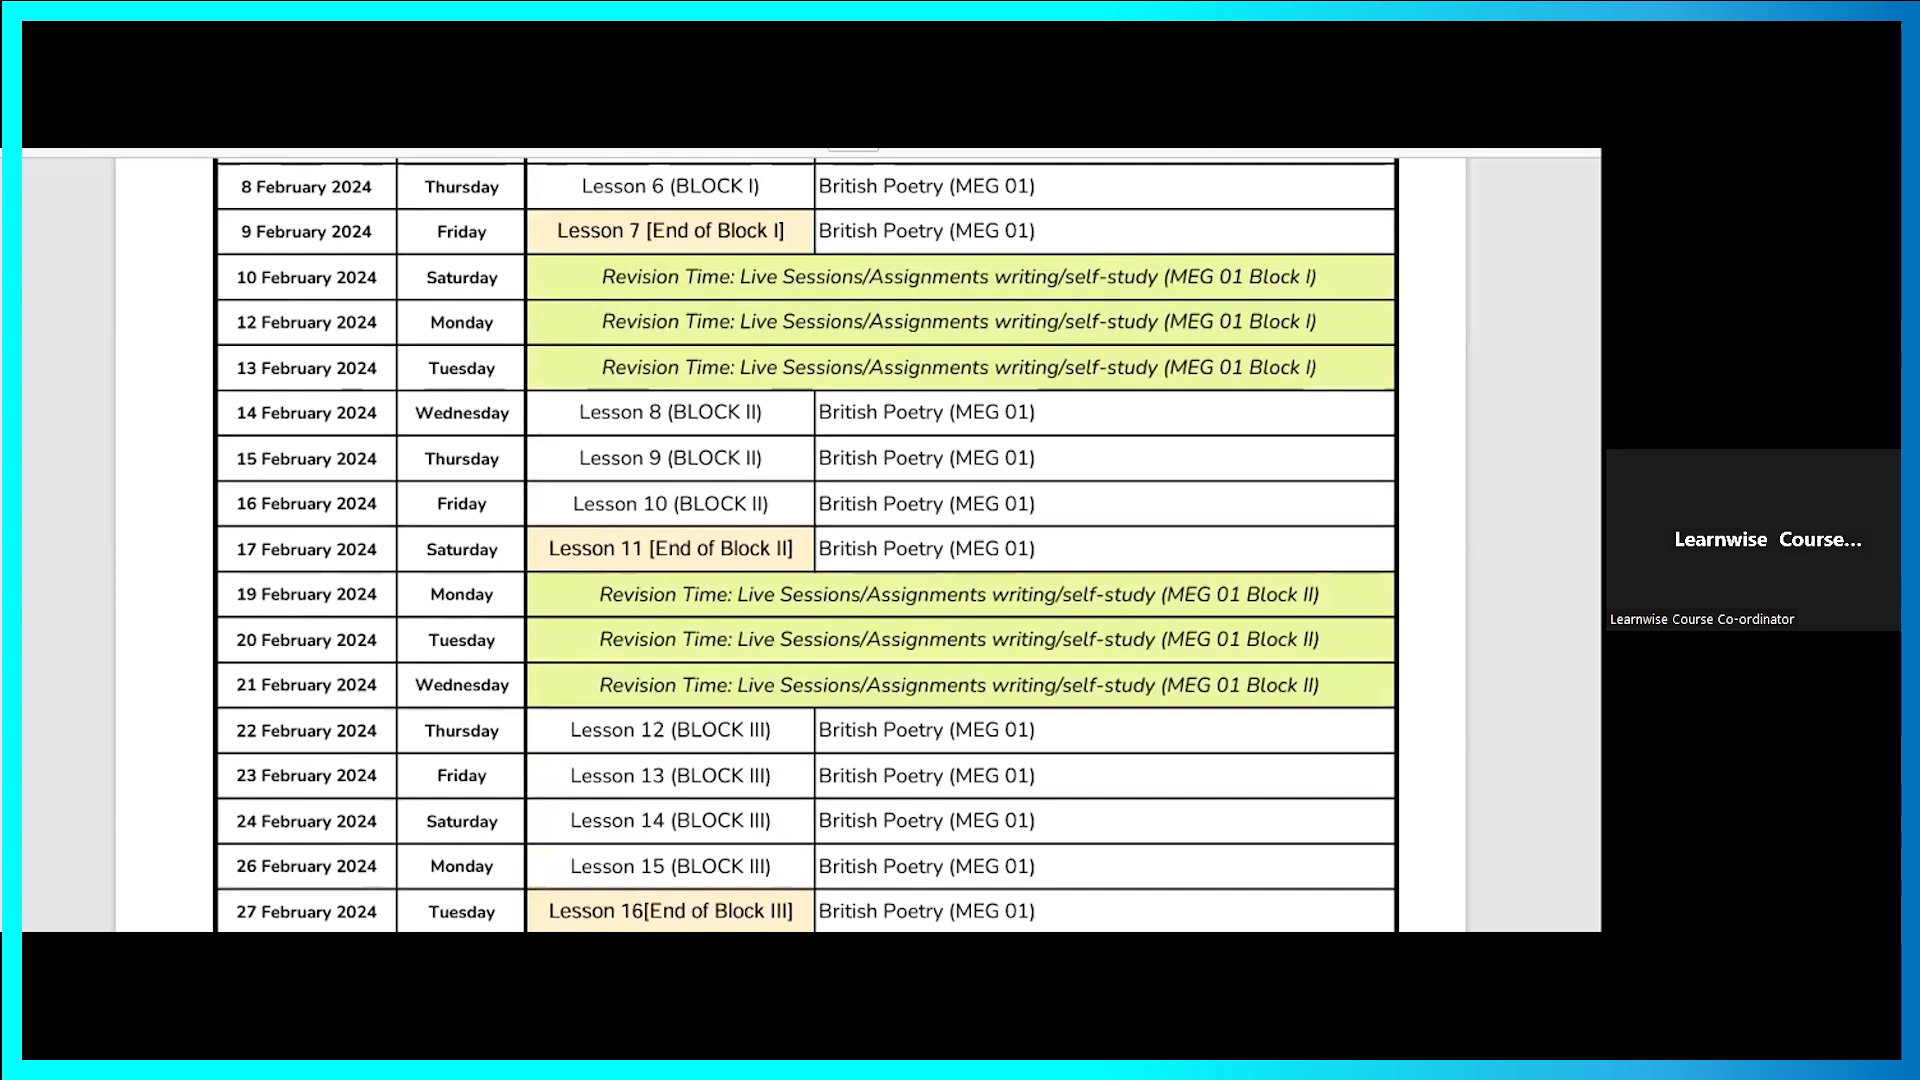 8 February 2024 Thursday Lesson 6 (BLOCK I) British Poetry (MEG 01)
9 February 2024 Friday Lesson 7 [End of Block I] British Poetry (MEG 01)
10 February 2024 Saturday Revision Time: Live Sessions/Assignments writing/self-study (MEG 01 Block I)
12 February 2024 Monday Revision Time: Live Sessions/Assignments writing/self-study (MEG 01 Block I)
13 February 2024 Tuesday Revision Time: Live Sessions/Assignments writing/self-study (MEG 01 Block I)
14 February 2024 Wednesday Lesson 8 (BLOCK II) British Poetry (MEG 01)
15 February 2024 Thursday Lesson 9 (BLOCK II) British Poetry (MEG 01)
16 February 2024 Friday Lesson 10 (BLOCK II) British Poetry (MEG 01)
17 February 2024 Saturday Lesson 11 [End of Block II] British Poetry (MEG 01)
19 February 2024 Monday Revision Time: Live Sessions/Assignments writing/self-study (MEG 01 Block II)
20 February 2024 Tuesday Revision Time: Live Sessions/Assignments writing/self-study (MEG 01 Block II)
21 February 2024 Wednesday Revision Time: Live Sessions/Assignments writing/self-study (MEG 01 Block II)
22 February 2024 Thursday Lesson 12 (BLOCK III) British Poetry (MEG 01)
23 February 2024 Friday Lesson 13 (BLOCK III) British Poetry (MEG 01)
24 February 2024 Saturday Lesson 14 (BLOCK III) British Poetry (MEG 01)
26 February 2024 Monday Lesson 15 (BLOCK III) British Poetry (MEG 01)
27 February 2024 Tuesday Lesson 16[End of Block III] British Poetry (MEG 01)
Learnwise Course...
Learnwise Course Co-ordinator